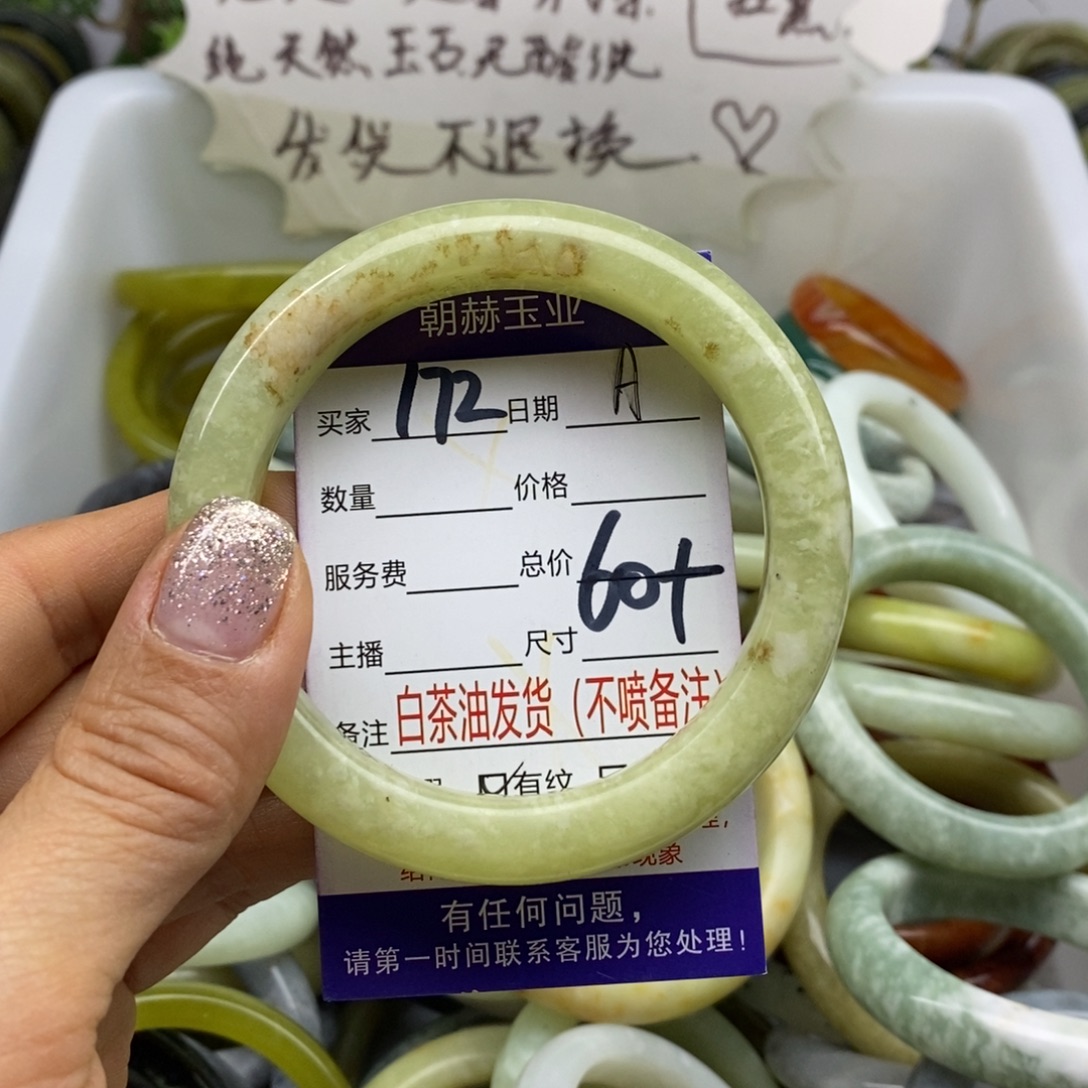 纯天然玉石无酸洗
发货不退换 ♡
朝赫玉业
买家 172 日期 A
数量 价格
服务费 总价 60+
主播 尺寸
备注 白茶油发货（不喷备注）
有纹
现象
有任何问题，
请第一时间联系客服为您处理！